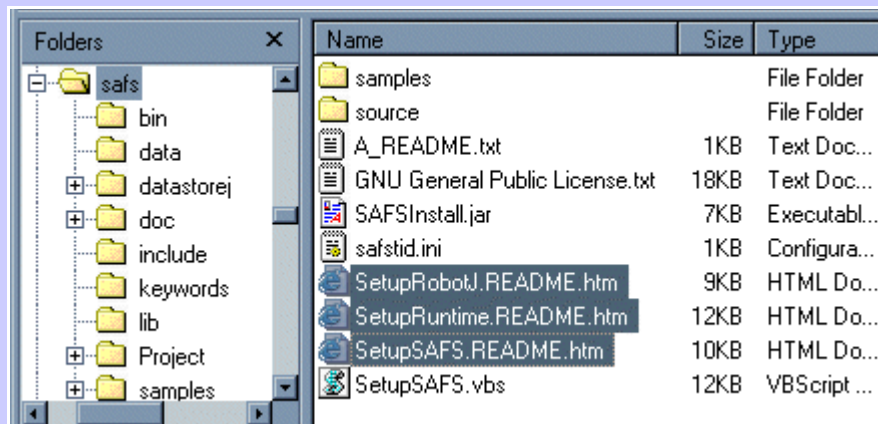 Folders
safs
bin
data
datastorej
doc
include
keywords
lib
Project
samples
Name Size Type
samples File Folder
source File Folder
A_README.txt 1KB Text Doc...
GNU General Public License.txt 18KB Text Doc...
SAFSInstall.jar 7KB Executabl...
safstid.ini 1KB Configura...
SetupRobotJ.README.htm 9KB HTML Do...
SetupRuntime.README.htm 12KB HTML Do...
SetupSAFS.README.htm 10KB HTML Do...
SetupSAFS.vbs 12KB VBScript ...